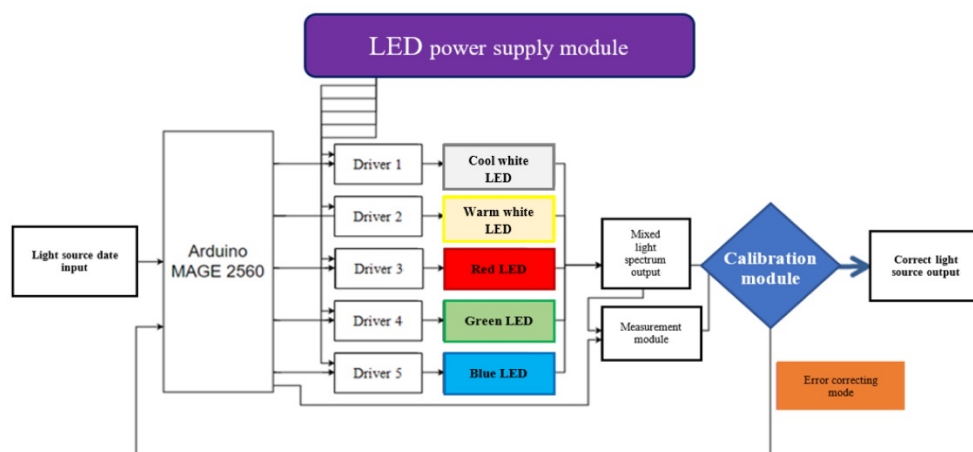 LED power supply module
Light source date
input
Arduino
MAGE 2560
Driver 1
Cool white
LED
Driver 2
Warm white
LED
Driver 3
Red LED
Driver 4
Green LED
Driver 5
Blue LED
Mixed
light
spectrum
output
Measurement
module
Calibration
module
Correct light
source output
Error correcting
mode